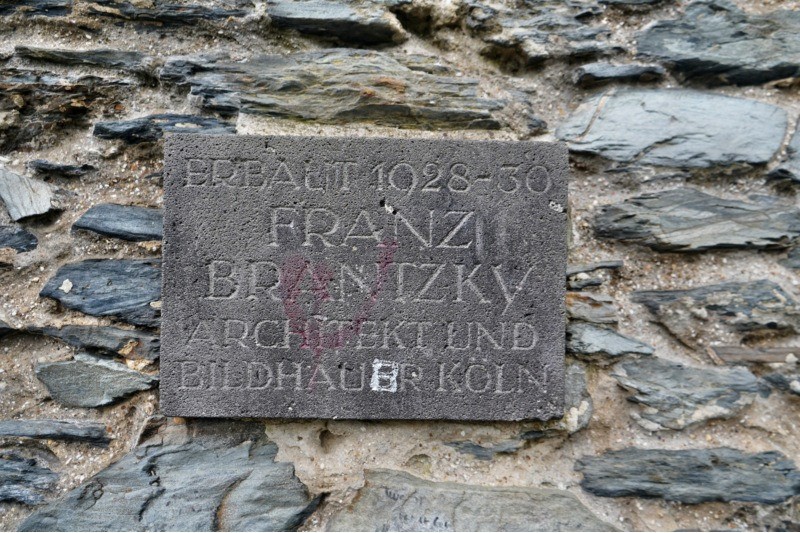 ERBAUT 1928-30
FRANZ
BRANTZKY
ARCHITEKT UND
BILDHAUER KÖLN